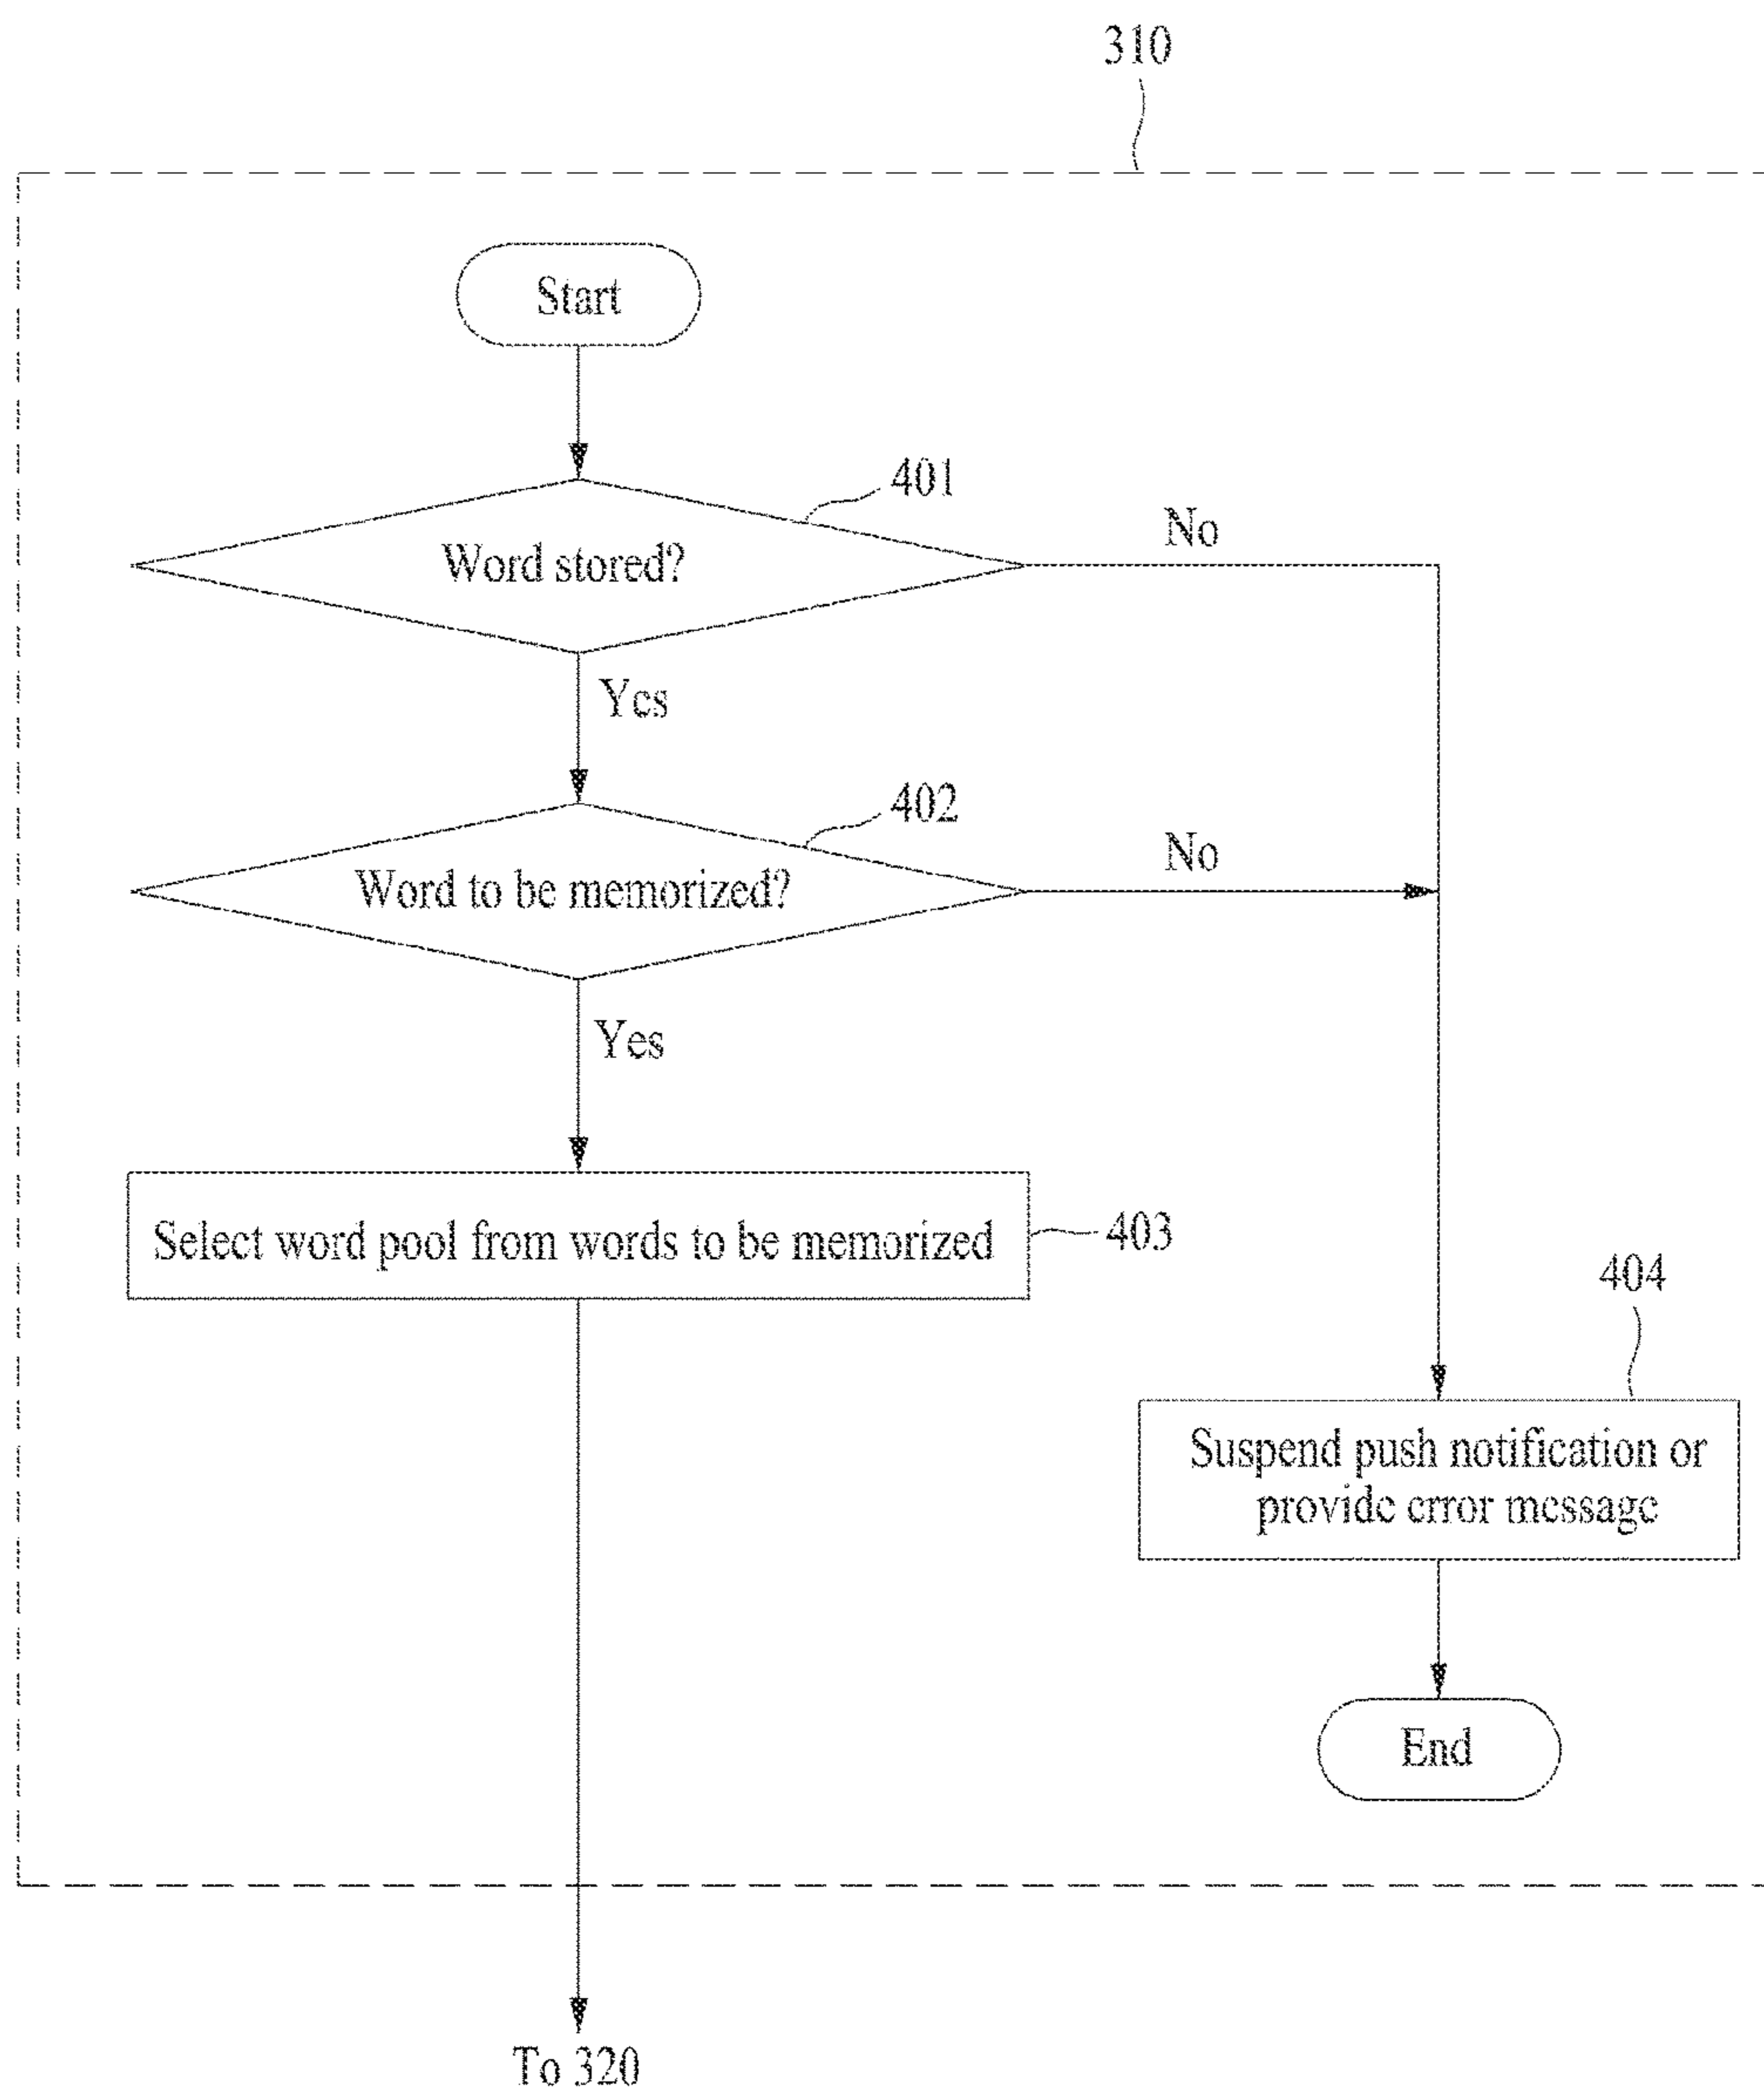 310
Start
401
Word stored?
No
Yes
402
Word to be memorized?
No
Yes
Select word pool from words to be memorized
403
404
Suspend push notification or
provide error message
End
To 320